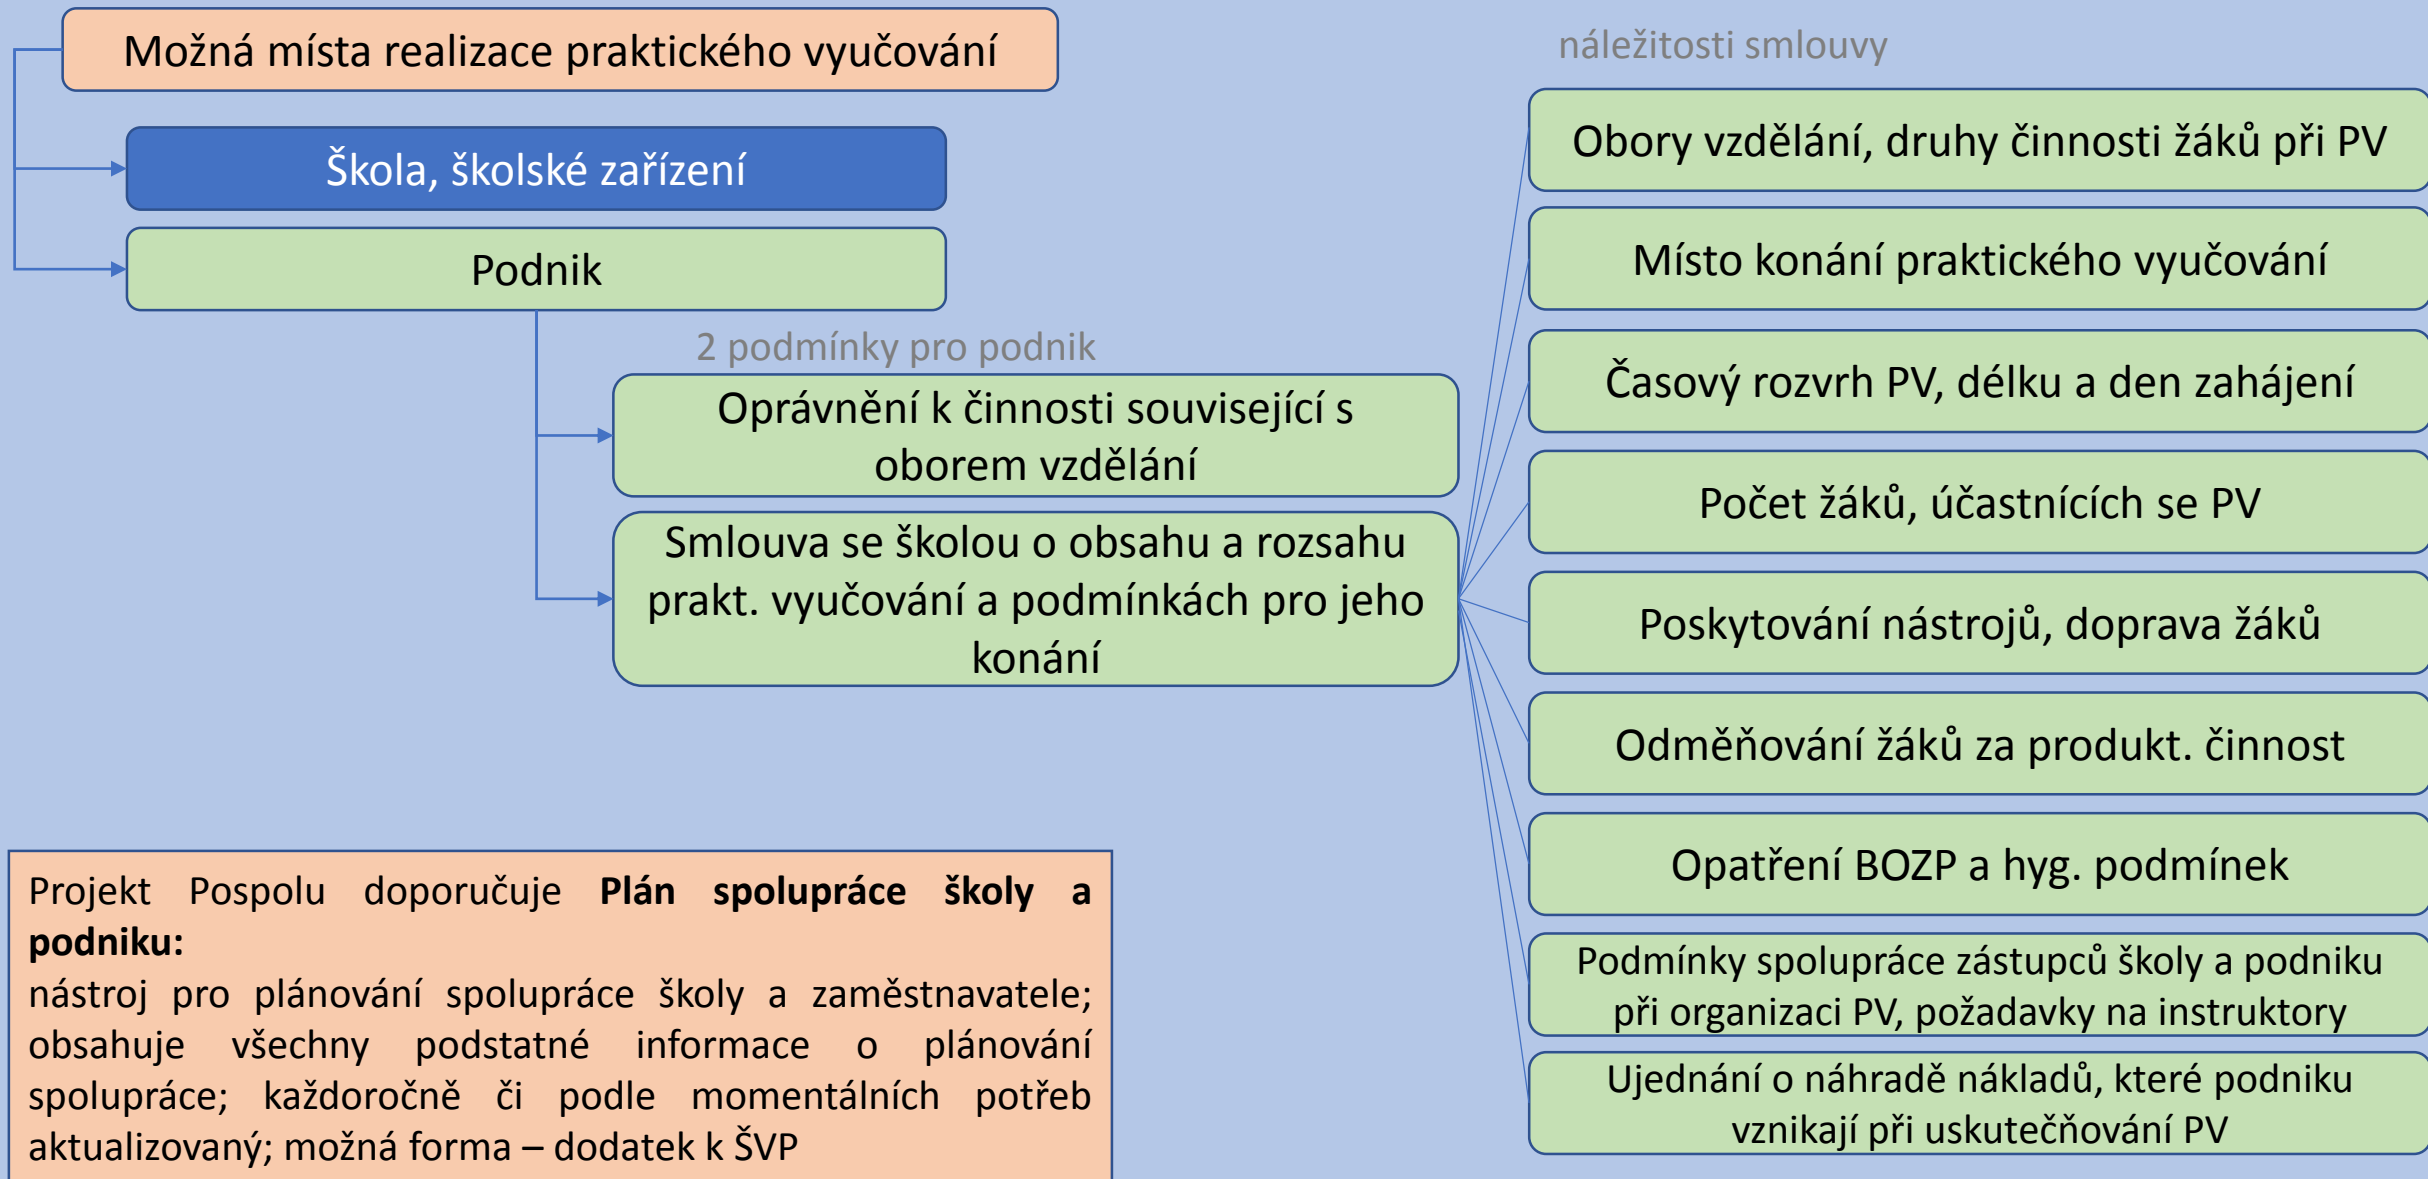 Možná místa realizace praktického vyučování
Škola, školské zařízení
Podnik
2 podmínky pro podnik
Oprávnění k činnosti související s
oborem vzdělání
Smlouva se školou o obsahu a rozsahu
prakt. vyučování a podmínkách pro jeho
konání
náležitosti smlouvy
Obory vzdělání, druhy činnosti žáků při PV
Místo konání praktického vyučování
Časový rozvrh PV, délku a den zahájení
Počet žáků, účastnících se PV
Poskytování nástrojů, doprava žáků
Odměňování žáků za produkt. činnost
Opatření BOZP a hyg. podmínek
Podmínky spolupráce zástupců školy a podniku
při organizaci PV, požadavky na instruktory
Ujednání o náhradě nákladů, které podniku
vznikají při uskutečňování PV
Projekt Pospolu doporučuje Plán spolupráce školy a
podniku:
nástroj pro plánování spolupráce školy a zaměstnavatele;
obsahuje všechny podstatné informace o plánování
spolupráce; každoročně či podle momentálních potřeb
aktualizovaný; možná forma – dodatek k ŠVP